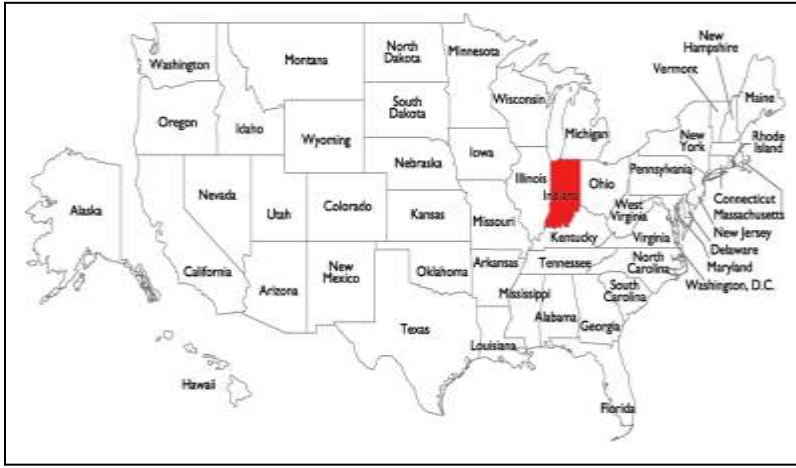 Washington
Montana
North
Dakota
Minnesota
New
Hampshire
Vermont
Maine
Oregon
Idaho
Wyoming
South
Dakota
Wisconsin
Michigan
New
York
Rhode
Island
Nebraska
Iowa
Illinois
Indiana
Ohio
Pennsylvania
Connecticut
Massachusetts
Alaska
Nevada
Utah
Colorado
Kansas
Missouri
Kentucky
West
Virginia
Virginia
New Jersey
Delaware
Maryland
Washington, D.C.
California
Arizona
New
Mexico
Oklahoma
Arkansas
Tennessee
North
Carolina
South
Carolina
Texas
Louisiana
Mississippi
Alabama
Georgia
Hawaii
Florida